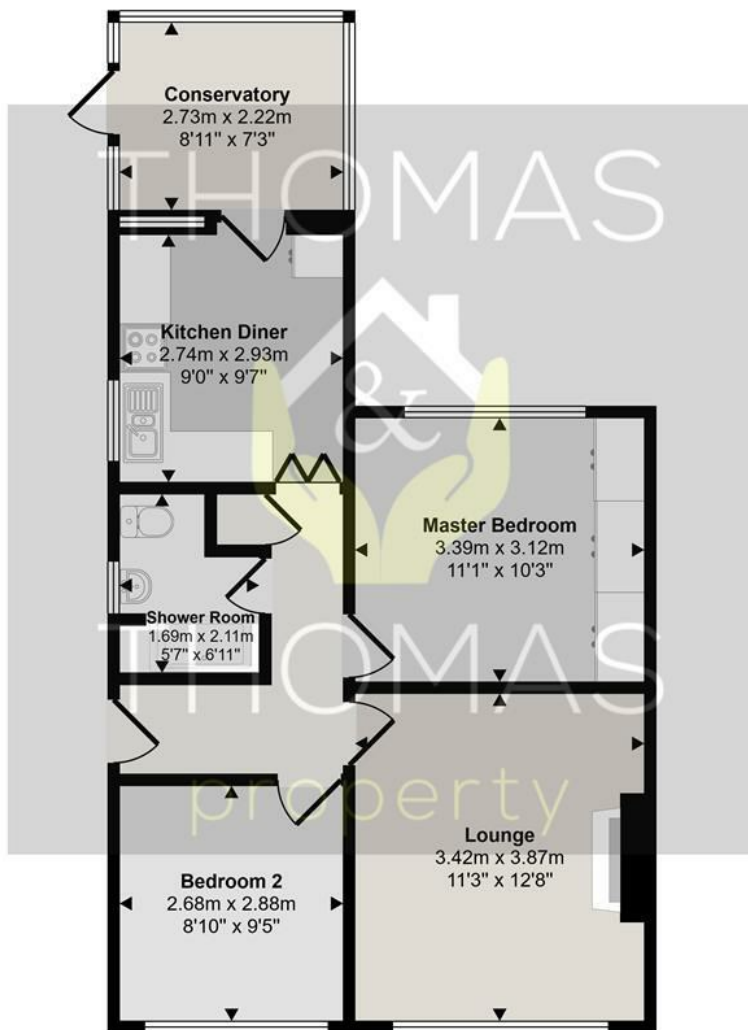 Conservatory
2.73m x 2.22m
8'11" x 7'3"
THOMAS
Kitchen Diner
2.74m x 2.93m
9'0" x 9'7"
&
Master Bedroom
3.39m x 3.12m
11'1" x 10'3"
Shower Room
1.69m x 2.11m
5'7" x 6'11"
THOMAS
property
Lounge
3.42m x 3.87m
11'3" x 12'8"
Bedroom 2
2.68m x 2.88m
8'10" x 9'5"